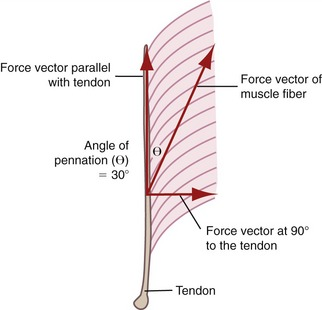 Force vector parallel
with tendon
Force vector of
muscle fiber
Angle of
pennation (Θ)
= 30°
Θ
Force vector at 90°
to the tendon
Tendon